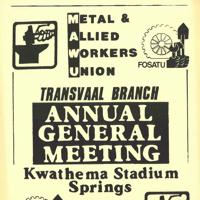 METAL &
ALLIED
WORKERS
UNION
FOSATU
TRANSVAAL BRANCH
ANNUAL
GENERAL
MEETING
Kwathema Stadium
Springs